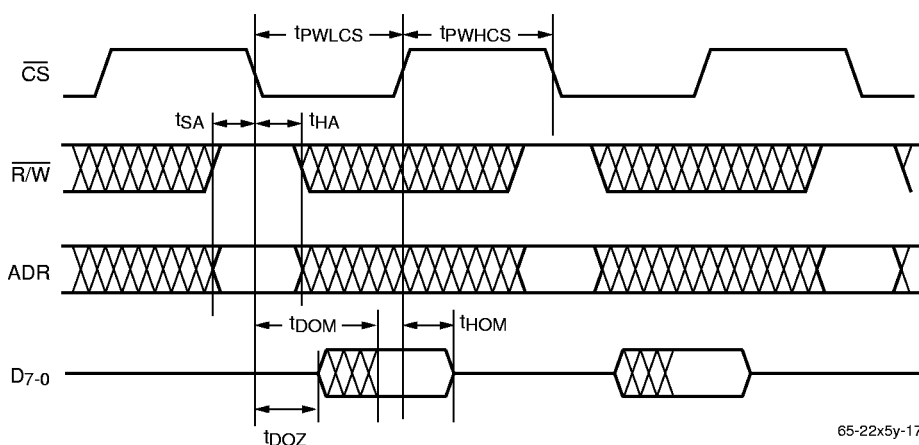 tPWLCS tPWHCS
CS
tSA tHA
R/W
ADR
tDOM tHOM
D7-0
tDOZ
65-22x5y-17